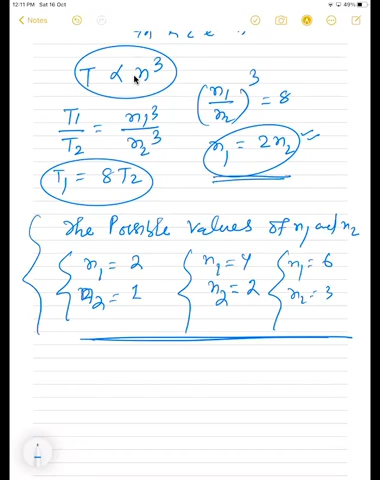 12:11 PM Sat 16 Oct 49%
Notes
T ∝ n³
T₁/T₂ = n₁³/n₂³
(n₁/n₂)³ = 8
n₁ = 2n₂
T₁ = 8T₂
The Possible values of n₁ and n₂
n₁ = 2 n₁ = 4 n₁ = 6
n₂ = 1 n₂ = 2 n₂ = 3